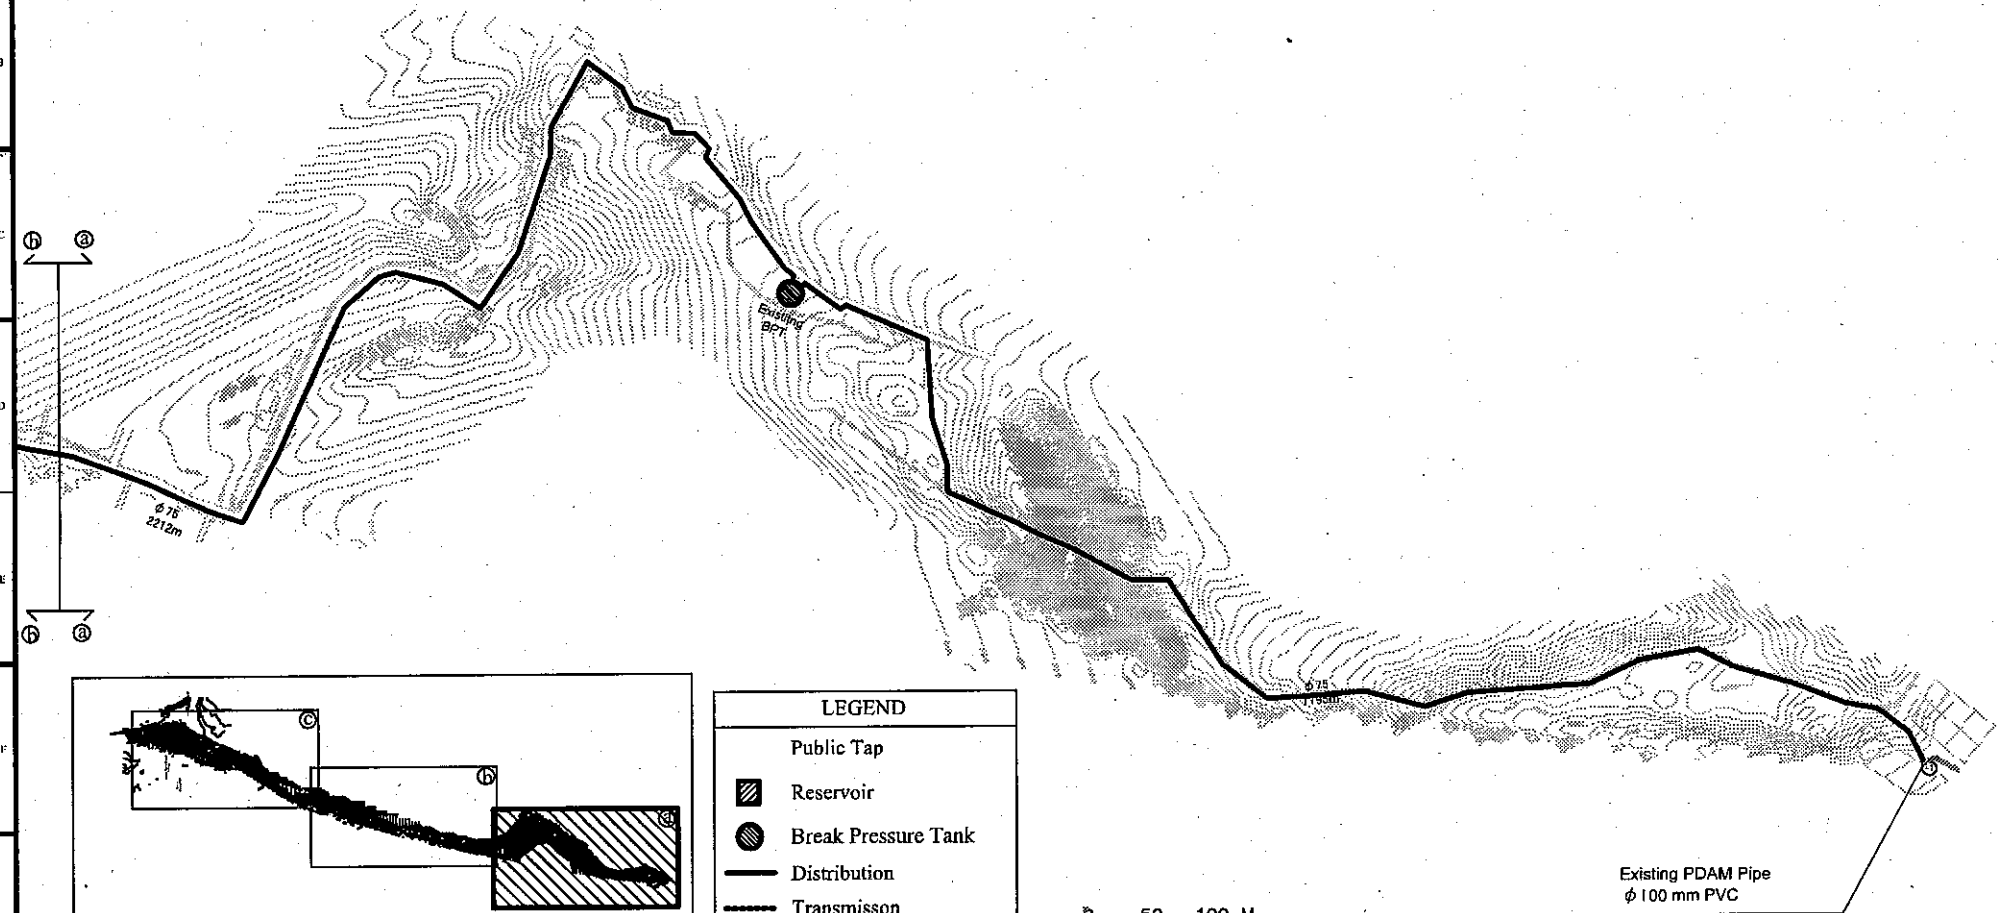 ⓑ ⓐ
Existing
BPT
φ 76
2212m
ⓑ ⓐ
φ 75
ⓒ
ⓑ
ⓐ
LEGEND
Public Tap
Reservoir
Break Pressure Tank
Distribution
Transmisson
50 100 M
Existing PDAM Pipe
φ 100 mm PVC